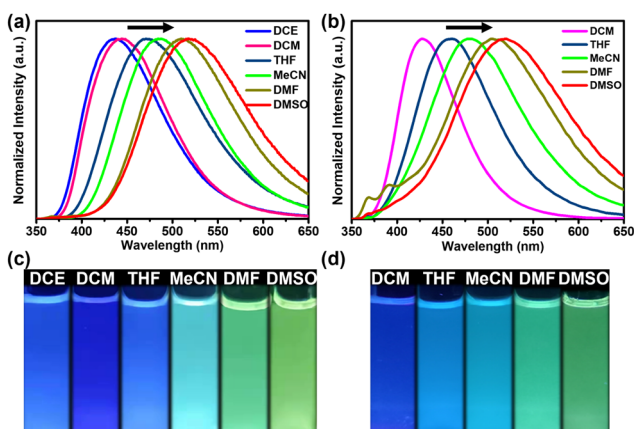 (a)
Normalized Intensity (a.u.)
DCE
DCM
THF
MeCN
DMF
DMSO
350 400 450 500 550 600 650
Wavelength (nm)
(b)
Normalized Intensity (a.u.)
DCM
THF
MeCN
DMF
DMSO
350 400 450 500 550 600 650
Wavelength (nm)
(c)
DCE DCM THF MeCN DMF DMSO
(d)
DCM THF MeCN DMF DMSO